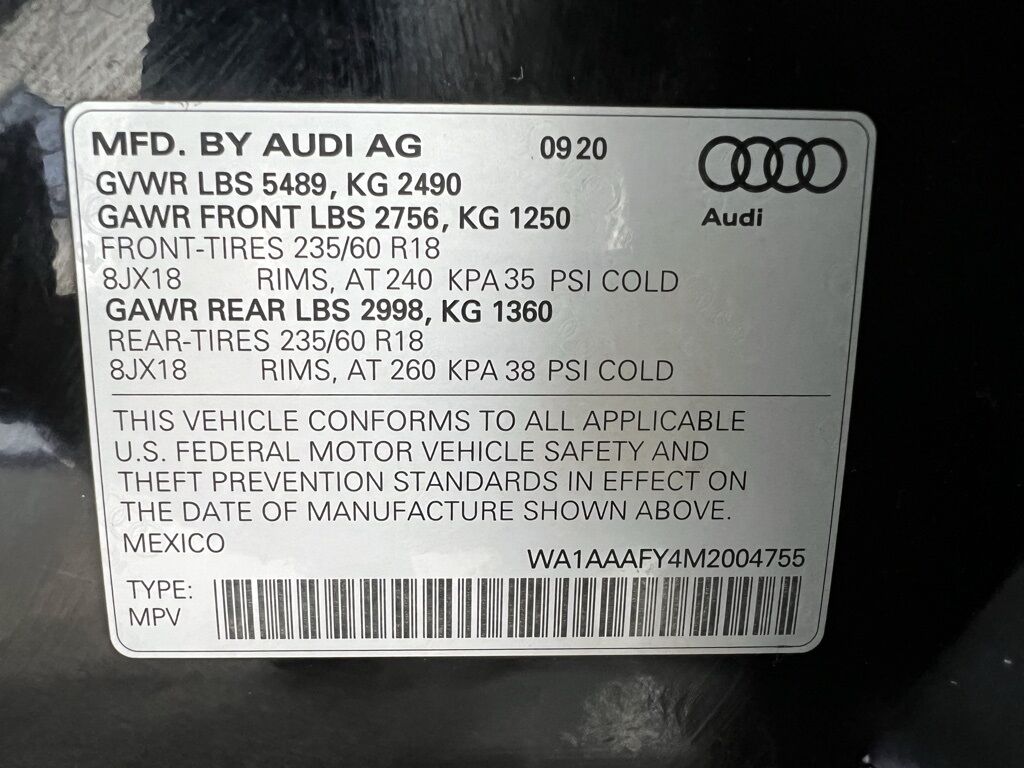 MFD. BY AUDI AG 0920
GVWR LBS 5489, KG 2490
GAWR FRONT LBS 2756, KG 1250
Audi
FRONT-TIRES 235/60 R18
8JX18 RIMS, AT 240 KPA 35 PSI COLD
GAWR REAR LBS 2998, KG 1360
REAR-TIRES 235/60 R18
8JX18 RIMS, AT 260 KPA 38 PSI COLD
THIS VEHICLE CONFORMS TO ALL APPLICABLE
U.S. FEDERAL MOTOR VEHICLE SAFETY AND
THEFT PREVENTION STANDARDS IN EFFECT ON
THE DATE OF MANUFACTURE SHOWN ABOVE.
MEXICO
WA1AAAFY4M2004755
TYPE:
MPV